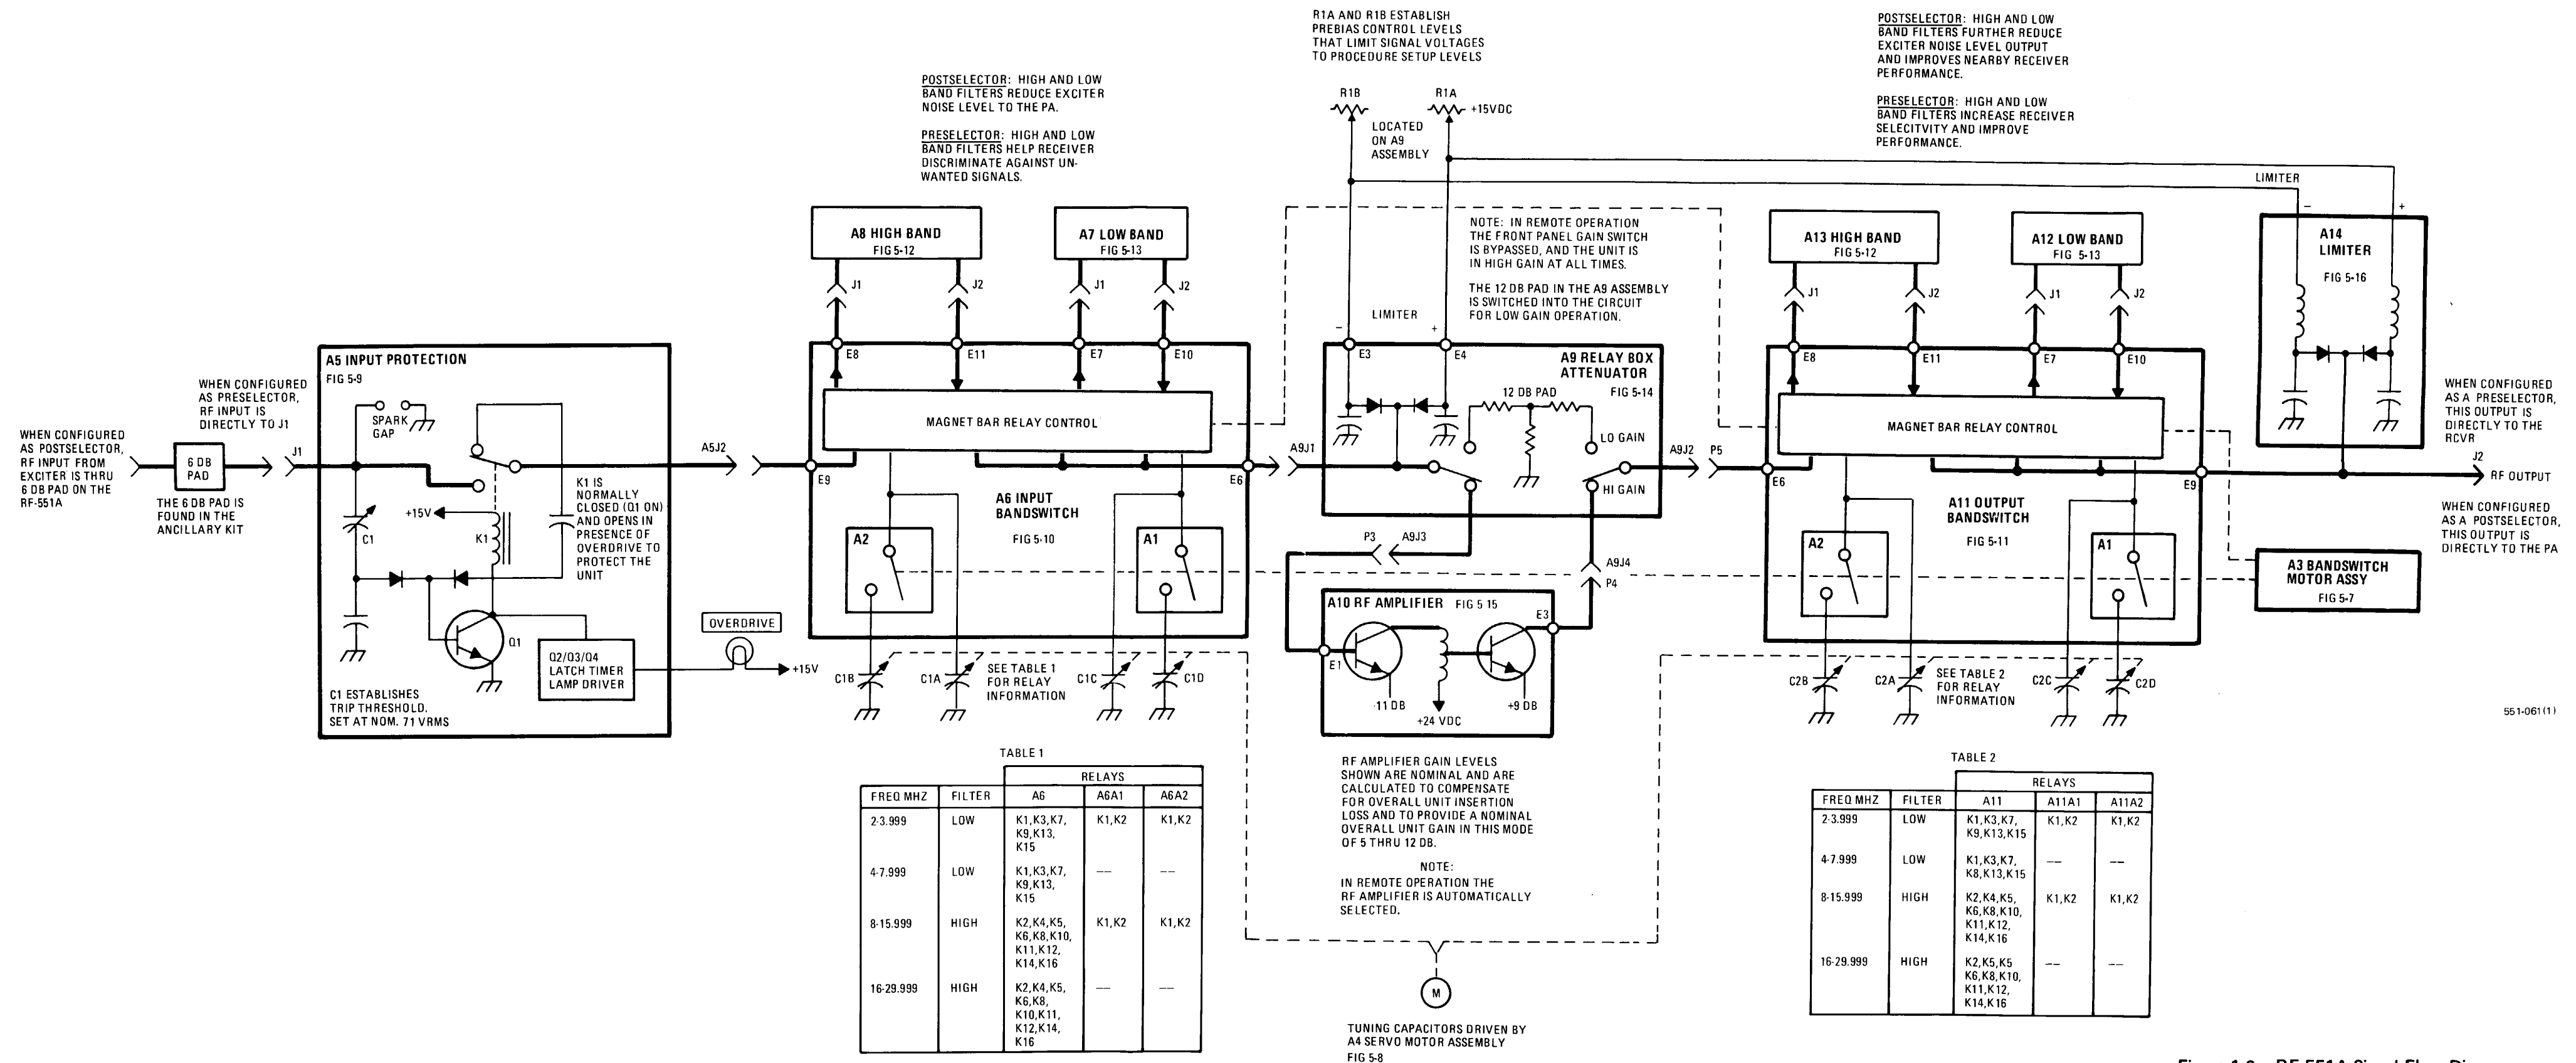 R1A AND R1B ESTABLISH
PREBIAS CONTROL LEVELS
THAT LIMIT SIGNAL VOLTAGES
TO PROCEDURE SETUP LEVELS
POSTSELECTOR: HIGH AND LOW
BAND FILTERS FURTHER REDUCE
EXCITER NOISE LEVEL OUTPUT
AND IMPROVES NEARBY RECEIVER
PERFORMANCE.
PRESELECTOR: HIGH AND LOW
BAND FILTERS INCREASE RECEIVER
SELECITVITY AND IMPROVE
PERFORMANCE.
POSTSELECTOR: HIGH AND LOW
BAND FILTERS REDUCE EXCITER
NOISE LEVEL TO THE PA.
PRESELECTOR: HIGH AND LOW
BAND FILTERS HELP RECEIVER
DISCRIMINATE AGAINST UN-
WANTED SIGNALS.
R1B
R1A
+15VDC
LOCATED
ON A9
ASSEMBLY
LIMITER
–
+
NOTE: IN REMOTE OPERATION
THE FRONT PANEL GAIN SWITCH
IS BYPASSED, AND THE UNIT IS
IN HIGH GAIN AT ALL TIMES.
THE 12 DB PAD IN THE A9 ASSEMBLY
IS SWITCHED INTO THE CIRCUIT
FOR LOW GAIN OPERATION.
A8 HIGH BAND
FIG 5-12
A7 LOW BAND
FIG 5-13
J1
J2
J1
J2
A13 HIGH BAND
FIG 5-12
A12 LOW BAND
FIG 5-13
J1
J2
J1
J2
A14
LIMITER
FIG 5-16
WHEN CONFIGURED
AS POSTSELECTOR,
RF INPUT FROM
EXCITER IS THRU
6 DB PAD ON THE
RF-551A
6 DB
PAD
THE 6 DB PAD IS
FOUND IN THE
ANCILLARY KIT
WHEN CONFIGURED
AS PRESELECTOR,
RF INPUT IS
DIRECTLY TO J1
J1
A5 INPUT PROTECTION
FIG 5-9
SPARK
GAP
C1
+15V
K1
K1 IS
NORMALLY
CLOSED (Q1 ON)
AND OPENS IN
PRESENCE OF
OVERDRIVE TO
PROTECT THE
UNIT
Q1
Q2/Q3/Q4
LATCH TIMER
LAMP DRIVER
C1 ESTABLISHES
TRIP THRESHOLD.
SET AT NOM. 71 VRMS
OVERDRIVE
+15V
A5J2
E8
E11
E7
E10
MAGNET BAR RELAY CONTROL
E9
E6
A6 INPUT
BANDSWITCH
FIG 5-10
A2
A1
C1B
C1A
C1C
C1D
SEE TABLE 1
FOR RELAY
INFORMATION
A9J1
LIMITER
–
+
E3
E4
A9 RELAY BOX
ATTENUATOR
FIG 5-14
12 DB PAD
LO GAIN
HI GAIN
P3
A9J3
A9J4
P4
A9J2
P5
A10 RF AMPLIFIER
FIG 5 15
E3
E1
-11 DB
+24 VDC
+9 DB
E8
E11
E7
E10
MAGNET BAR RELAY CONTROL
E6
E9
A11 OUTPUT
BANDSWITCH
FIG 5-11
A2
A1
C2B
C2A
C2C
C2D
SEE TABLE 2
FOR RELAY
INFORMATION
A3 BANDSWITCH
MOTOR ASSY
FIG 5-7
WHEN CONFIGURED
AS A PRESELECTOR,
THIS OUTPUT IS
DIRECTLY TO THE
RCVR
J2
RF OUTPUT
WHEN CONFIGURED
AS A POSTSELECTOR,
THIS OUTPUT IS
DIRECTLY TO THE PA
551-061(1)
TABLE 1
RELAYS
FREQ MHZ FILTER A6 A6A1 A6A2
2-3.999 LOW K1,K3,K7, K1,K2 K1,K2
K9,K13,
K15
4-7.999 LOW K1,K3,K7, –– ––
K9,K13,
K15
8-15.999 HIGH K2,K4,K5, K1,K2 K1,K2
K6,K8,K10,
K11,K12,
K14,K16
16-29.999 HIGH K2,K4,K5, –– ––
K6,K8,
K10,K11,
K12,K14,
K16
RF AMPLIFIER GAIN LEVELS
SHOWN ARE NOMINAL AND ARE
CALCULATED TO COMPENSATE
FOR OVERALL UNIT INSERTION
LOSS AND TO PROVIDE A NOMINAL
OVERALL UNIT GAIN IN THIS MODE
OF 5 THRU 12 DB.
NOTE:
IN REMOTE OPERATION THE
RF AMPLIFIER IS AUTOMATICALLY
SELECTED.
M
TUNING CAPACITORS DRIVEN BY
A4 SERVO MOTOR ASSEMBLY
FIG 5-8
TABLE 2
RELAYS
FREQ MHZ FILTER A11 A11A1 A11A2
2-3.999 LOW K1,K3,K7, K1,K2 K1,K2
K9,K13,K15
4-7.999 LOW K1,K3,K7, –– ––
K8,K13,K15
8-15.999 HIGH K2,K4,K5, K1,K2 K1,K2
K6,K8,K10,
K11,K12,
K14,K16
16-29.999 HIGH K2,K5,K5 –– ––
K6,K8,K10,
K11,K12,
K14,K16